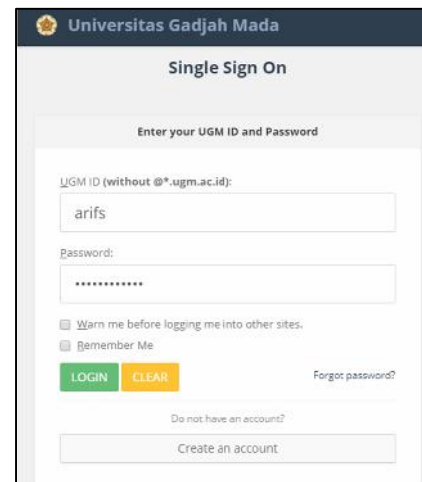 Universitas Gadjah Mada
Single Sign On
Enter your UGM ID and Password
UGM ID (without @*.ugm.ac.id):
arifs
Password:
••••••••••••
Warn me before logging me into other sites.
Remember Me
LOGIN CLEAR Forgot password?
Do not have an account?
Create an account